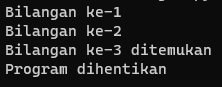 Bilangan ke-1
Bilangan ke-2
Bilangan ke-3 ditemukan
Program dihentikan